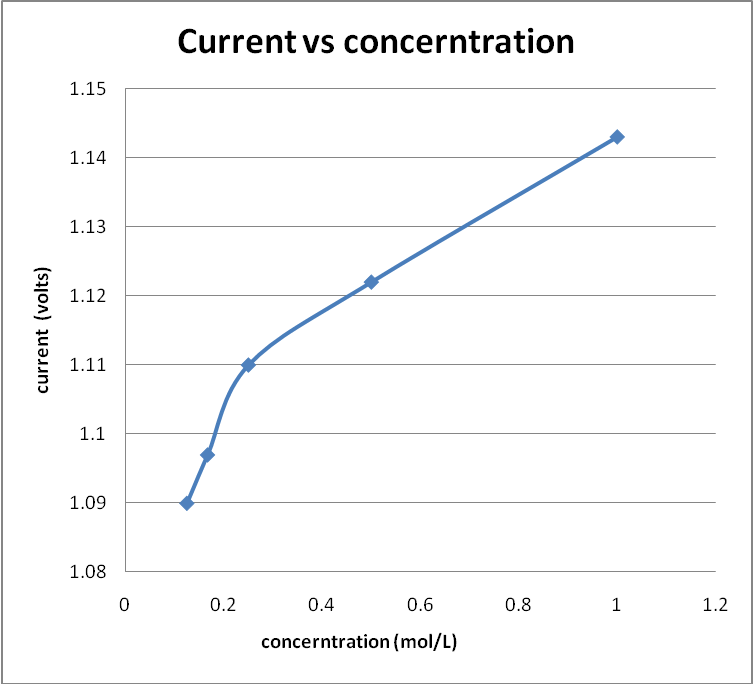 Current vs concerntration
1.15
1.14
1.13
1.12
1.11
1.1
1.09
1.08
current (volts)
0 0.2 0.4 0.6 0.8 1 1.2
concerntration (mol/L)